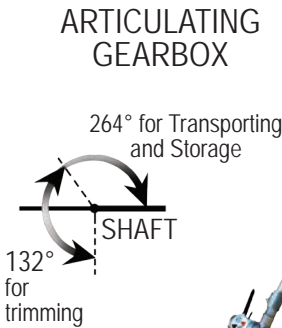 ARTICULATING
GEARBOX
264° for Transporting
and Storage
SHAFT
132°
for
trimming